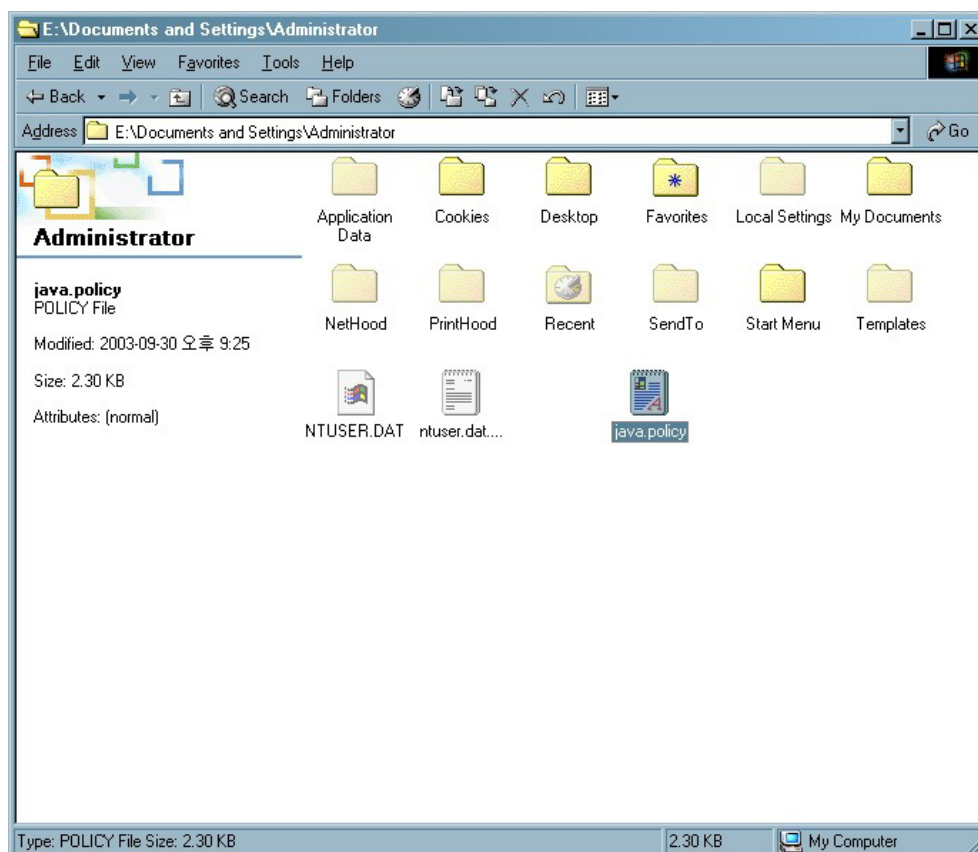 E:\Documents and Settings\Administrator
File Edit View Favorites Tools Help
Back Search Folders
Address E:\Documents and Settings\Administrator Go
Administrator
java.policy
POLICY File
Modified: 2003-09-30 오후 9:25
Size: 2.30 KB
Attributes: (normal)
Application Data
Cookies
Desktop
Favorites
Local Settings
My Documents
NetHood
PrintHood
Recent
SendTo
Start Menu
Templates
NTUSER.DAT
ntuser.dat....
java.policy
Type: POLICY File Size: 2.30 KB 2.30 KB My Computer